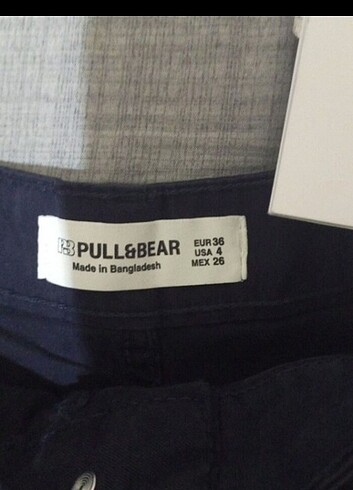 P&B PULL&BEAR
Made in Bangladesh
EUR 36
USA 4
MEX 26